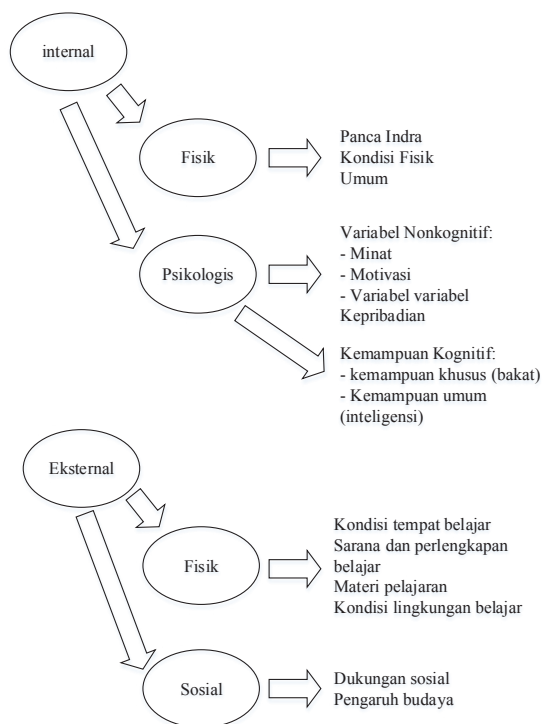 internal
Fisik
Panca Indra
Kondisi Fisik
Umum
Psikologis
Variabel Nonkognitif:
- Minat
- Motivasi
- Variabel variabel
Kepribadian
Kemampuan Kognitif:
- kemampuan khusus (bakat)
- Kemampuan umum
(inteligensi)
Eksternal
Fisik
Kondisi tempat belajar
Sarana dan perlengkapan
belajar
Materi pelajaran
Kondisi lingkungan belajar
Sosial
Dukungan sosial
Pengaruh budaya